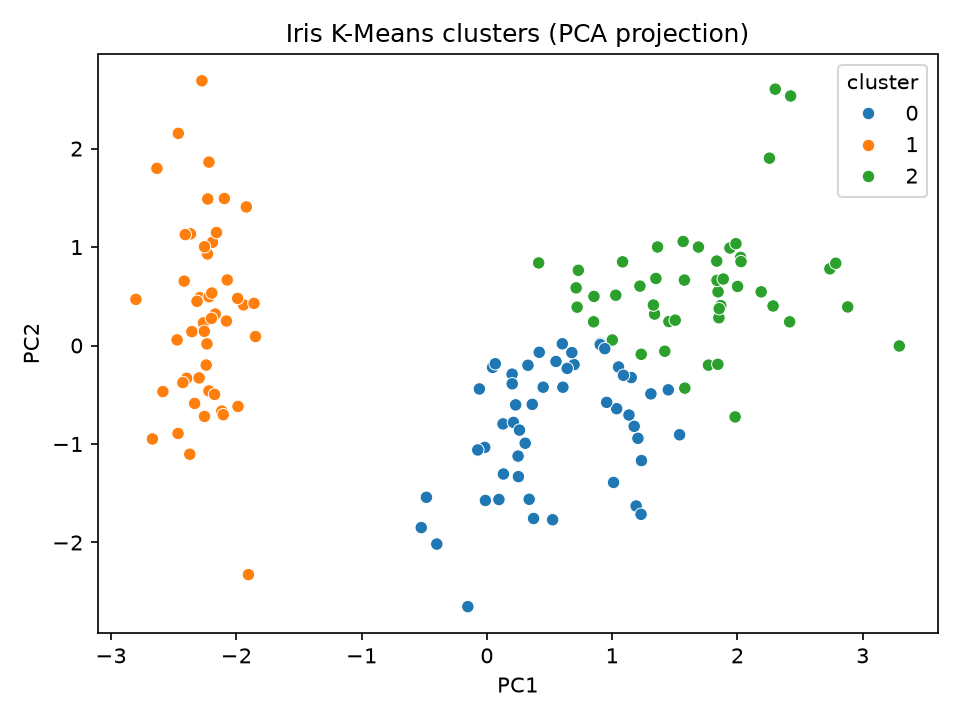 Iris K-Means clusters (PCA projection)
cluster
0
1
2
2
1
0
−1
−2
PC2
−3 −2 −1 0 1 2 3
PC1